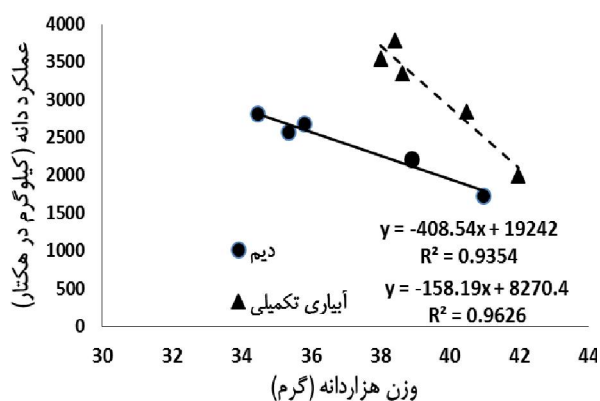 4000
3500
3000
2500
2000
1500
1000
500
0
عملکرد دانه (کیلوگرم در هکتار)
y = -408.54x + 19242
R² = 0.9354
دیم
y = -158.19x + 8270.4
R² = 0.9626
آبیاری تکمیلی
30 32 34 36 38 40 42 44
وزن هزاردانه (گرم)